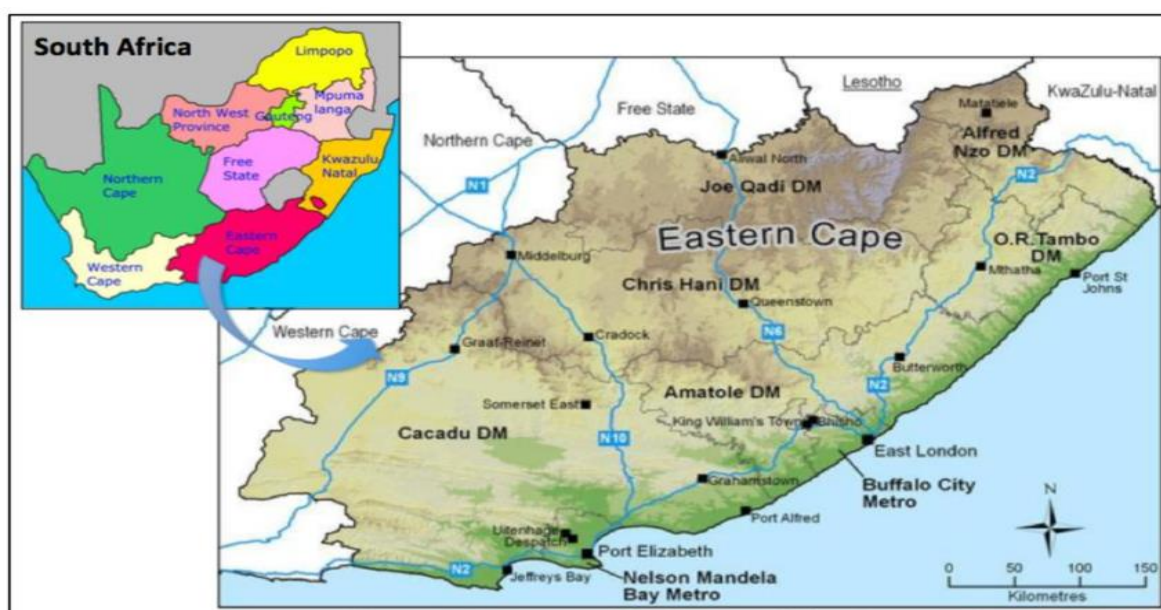 South Africa
Limpopo
North West
Province
Gauteng
Mpuma
langa
Northern
Cape
Free
State
Kwazulu
Natal
Western
Cape
Eastern
Cape
Lesotho
KwaZulu-Natal
Free State
Northern Cape
Western Cape
Matatiele
Alfred
Nzo DM
Aliwal North
Joe Qadi DM
N1
N2
Eastern Cape
O.R.Tambo
DM
Mthatha
Port St
Johns
Middelburg
Chris Hani DM
Queenstown
N6
Cradock
Graaf-Reinet
N9
Butterworth
N2
Amatole DM
Somerset East
King William's Town
Bhisho
Cacadu DM
N10
East London
Buffalo City
Metro
Grahamstown
Port Alfred
Uitenhage
Despatch
Port Elizabeth
N2
Jeffreys Bay
Nelson Mandela
Bay Metro
N
0 50 100 150
Kilometres